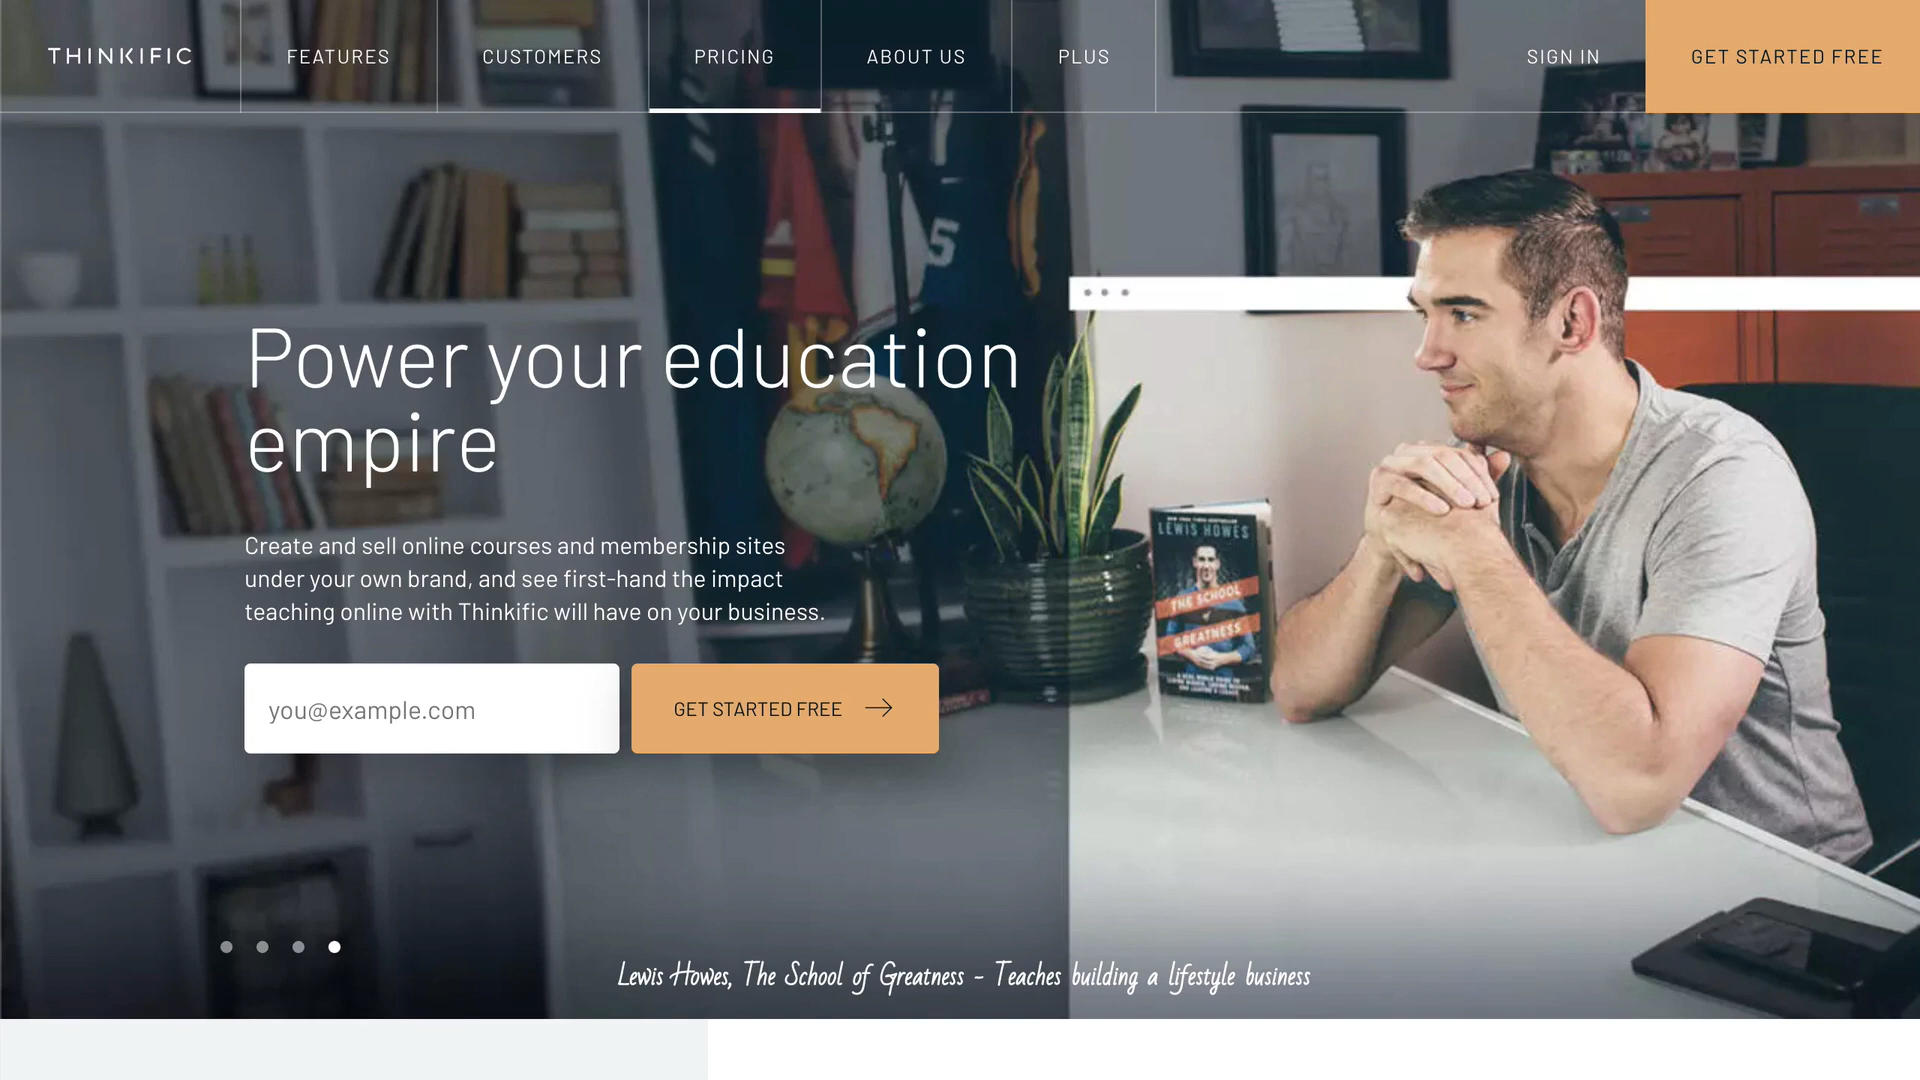 THINKIFIC
FEATURES
CUSTOMERS
PRICING
ABOUT US
PLUS
SIGN IN
GET STARTED FREE
5
Power your education
empire
Create and sell online courses and membership sites
under your own brand, and see first-hand the impact
teaching online with Thinkific will have on your business.
you@example.com
GET STARTED FREE
LEWIS HOWES
THE SCHOOL
of
GREATNESS
Lewis Howes, The School of Greatness – Teaches building a lifestyle business